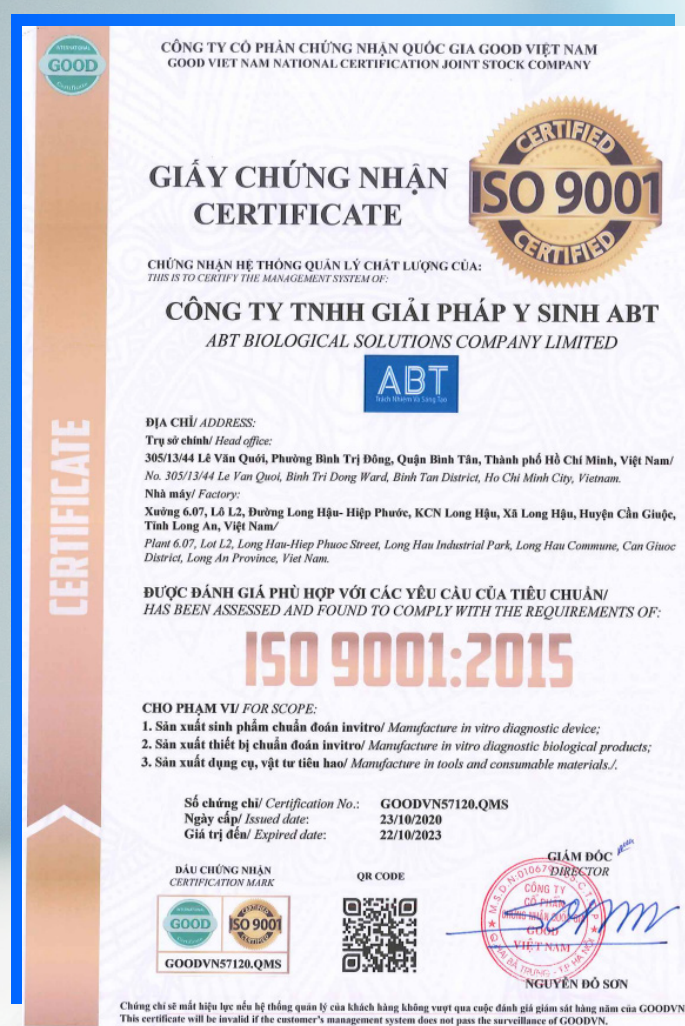 INTERNATIONAL
GOOD
CÔNG TY CỔ PHẦN CHỨNG NHẬN QUỐC GIA GOOD VIỆT NAM
GOOD VIET NAM NATIONAL CERTIFICATION JOINT STOCK COMPANY
CERTIFIED
ISO 9001
CERTIFIED
GIẤY CHỨNG NHẬN
CERTIFICATE
CHỨNG NHẬN HỆ THỐNG QUẢN LÝ CHẤT LƯỢNG CỦA:
THIS IS TO CERTIFY THE MANAGEMENT SYSTEM OF:
CÔNG TY TNHH GIẢI PHÁP Y SINH ABT
ABT BIOLOGICAL SOLUTIONS COMPANY LIMITED
ABT
Trách Nhiệm Và Sáng Tạo
ĐỊA CHỈ/ ADDRESS:
Trụ sở chính/ Head office:
305/13/44 Lê Văn Quới, Phường Bình Trị Đông, Quận Bình Tân, Thành phố Hồ Chí Minh, Việt Nam/
No. 305/13/44 Le Van Quoi, Binh Tri Dong Ward, Binh Tan District, Ho Chi Minh City, Vietnam.
Nhà máy/ Factory:
Xưởng 6.07, Lô L2, Đường Long Hậu- Hiệp Phước, KCN Long Hậu, Xã Long Hậu, Huyện Cần Giuộc,
Tỉnh Long An, Việt Nam/
Plant 6.07, Lot L2, Long Hau-Hiep Phuoc Street, Long Hau Industrial Park, Long Hau Commune, Can Giuoc
District, Long An Province, Viet Nam.
CERTIFICATE
ĐƯỢC ĐÁNH GIÁ PHÙ HỢP VỚI CÁC YÊU CẦU CỦA TIÊU CHUẨN/
HAS BEEN ASSESSED AND FOUND TO COMPLY WITH THE REQUIREMENTS OF:
ISO 9001:2015
CHO PHẠM VI/ FOR SCOPE:
1. Sản xuất sinh phẩm chuẩn đoán invitro/ Manufacture in vitro diagnostic device;
2. Sản xuất thiết bị chuẩn đoán invitro/ Manufacture in vitro diagnostic biological products;
3. Sản xuất dụng cụ, vật tư tiêu hao/ Manufacture in tools and consumable materials./.
Số chứng chỉ/ Certification No.: GOODVN57120.QMS
Ngày cấp/ Issued date: 23/10/2020
Giá trị đến/ Expired date: 22/10/2023
GIÁM ĐỐC
DIRECTOR
DẤU CHỨNG NHẬN
CERTIFICATION MARK
QR CODE
GOOD
ISO 9001
GOODVN57120.QMS
CÔNG TY
CỔ PHẦN
CHỨNG NHẬN QUỐC GIA
GOOD
VIỆT NAM
NGUYỄN ĐỖ SƠN
Chứng chỉ sẽ mất hiệu lực nếu hệ thống quản lý của khách hàng không vượt qua cuộc đánh giá giám sát hàng năm của GOODVN
This certificate will be invalid if the customer's management system does not pass the surveillance of GOODVN.